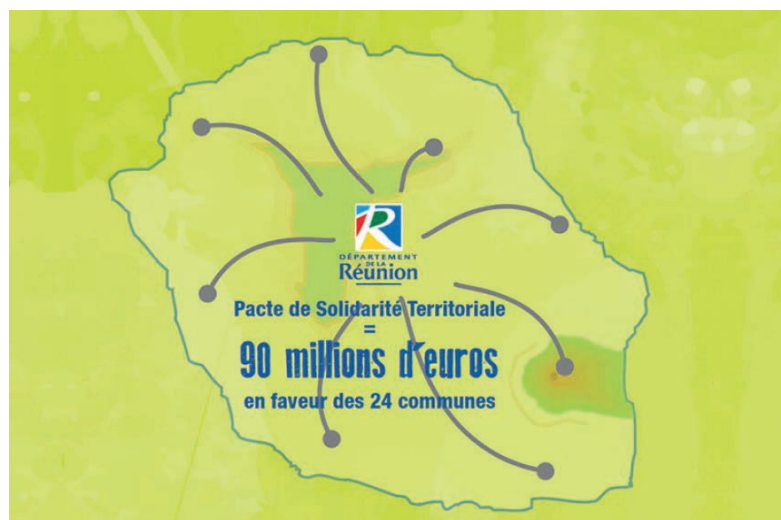 DÉPARTEMENT
DE LA
Réunion
Pacte de Solidarité Territoriale
=
90 millions d'euros
en faveur des 24 communes